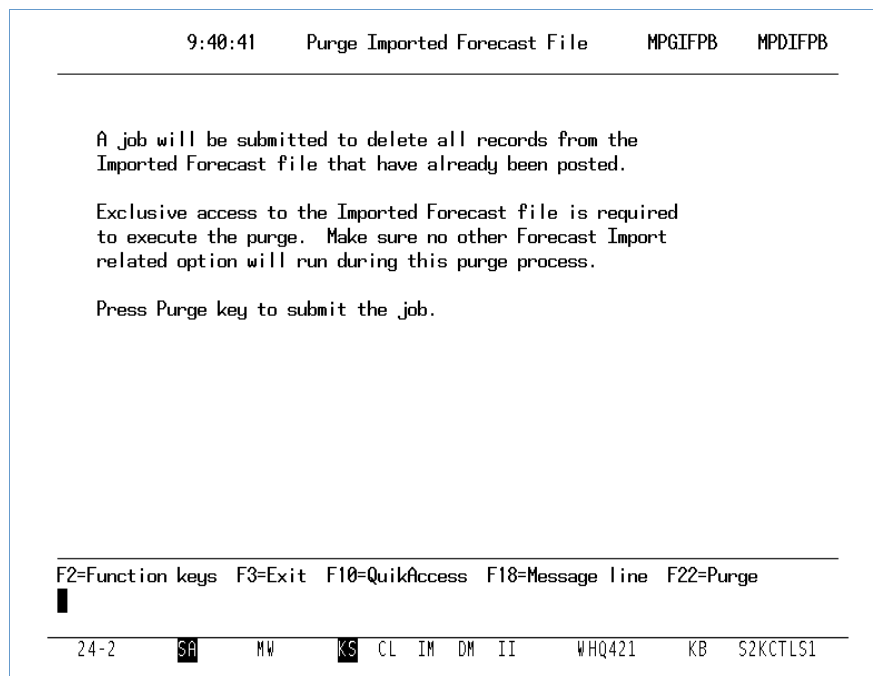 9:40:41 Purge Imported Forecast File MPGIFPB MPDIFPB
A job will be submitted to delete all records from the
Imported Forecast file that have already been posted.
Exclusive access to the Imported Forecast file is required
to execute the purge. Make sure no other Forecast Import
related option will run during this purge process.
Press Purge key to submit the job.
F2=Function keys F3=Exit F10=QuikAccess F18=Message line F22=Purge
24-2 SA MW KS CL IM DM II WHQ421 KB S2KCTLS1